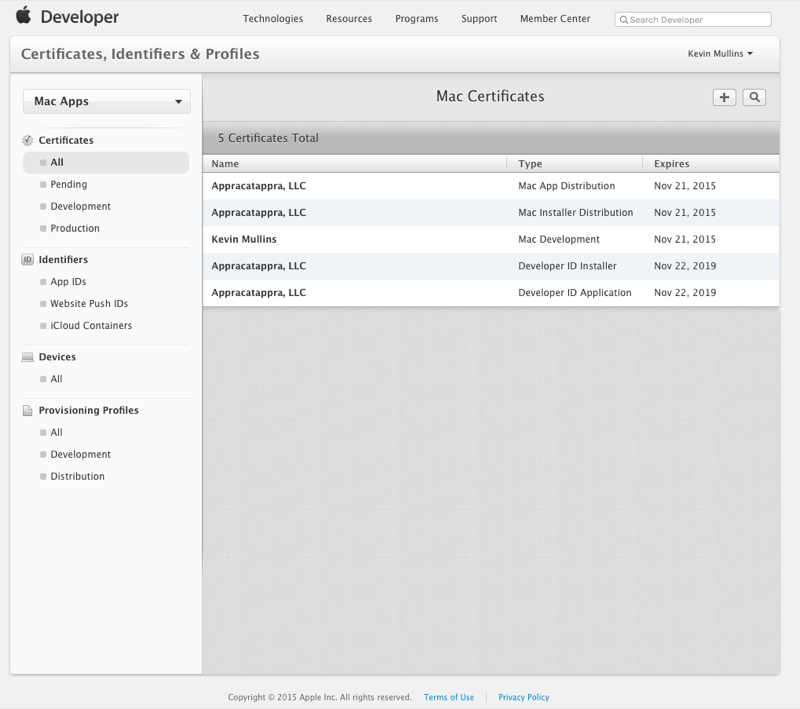 Developer
Technologies Resources Programs Support Member Center
Search Developer
Certificates, Identifiers & Profiles
Kevin Mullins
Mac Apps
Certificates
All
Pending
Development
Production
ID Identifiers
App IDs
Website Push IDs
iCloud Containers
Devices
All
Provisioning Profiles
All
Development
Distribution
Mac Certificates
5 Certificates Total
Name Type Expires
Appracatappra, LLC Mac App Distribution Nov 21, 2015
Appracatappra, LLC Mac Installer Distribution Nov 21, 2015
Kevin Mullins Mac Development Nov 21, 2015
Appracatappra, LLC Developer ID Installer Nov 22, 2019
Appracatappra, LLC Developer ID Application Nov 22, 2019
Copyright © 2015 Apple Inc. All rights reserved. Terms of Use Privacy Policy